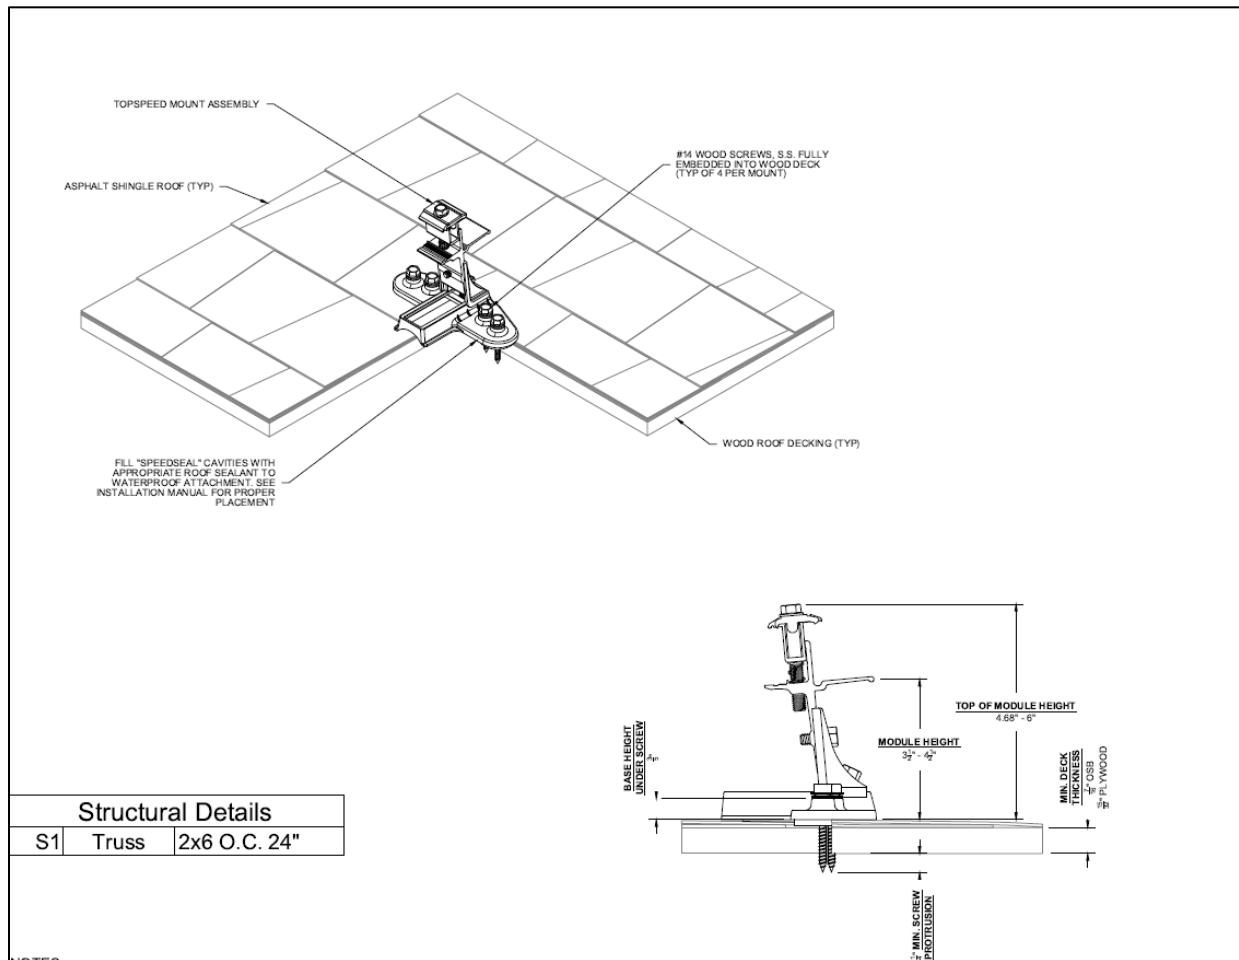 TOPSPEED MOUNT ASSEMBLY
#14 WOOD SCREWS, S.S. FULLY
EMBEDDED INTO WOOD DECK
(TYP OF 4 PER MOUNT)
ASPHALT SHINGLE ROOF (TYP)
WOOD ROOF DECKING (TYP)
FILL "SPEEDSEAL" CAVITIES WITH
APPROPRIATE ROOF SEALANT TO
WATERPROOF ATTACHMENT. SEE
INSTALLATION MANUAL FOR PROPER
PLACEMENT
TOP OF MODULE HEIGHT
4.68" - 6"
MODULE HEIGHT
BASE HEIGHT
UNDER SCREW
MIN. DECK
THICKNESS
OSB
PLYWOOD
MIN. SCREW
PROTRUSION
Structural Details
S1 Truss 2x6 O.C. 24"